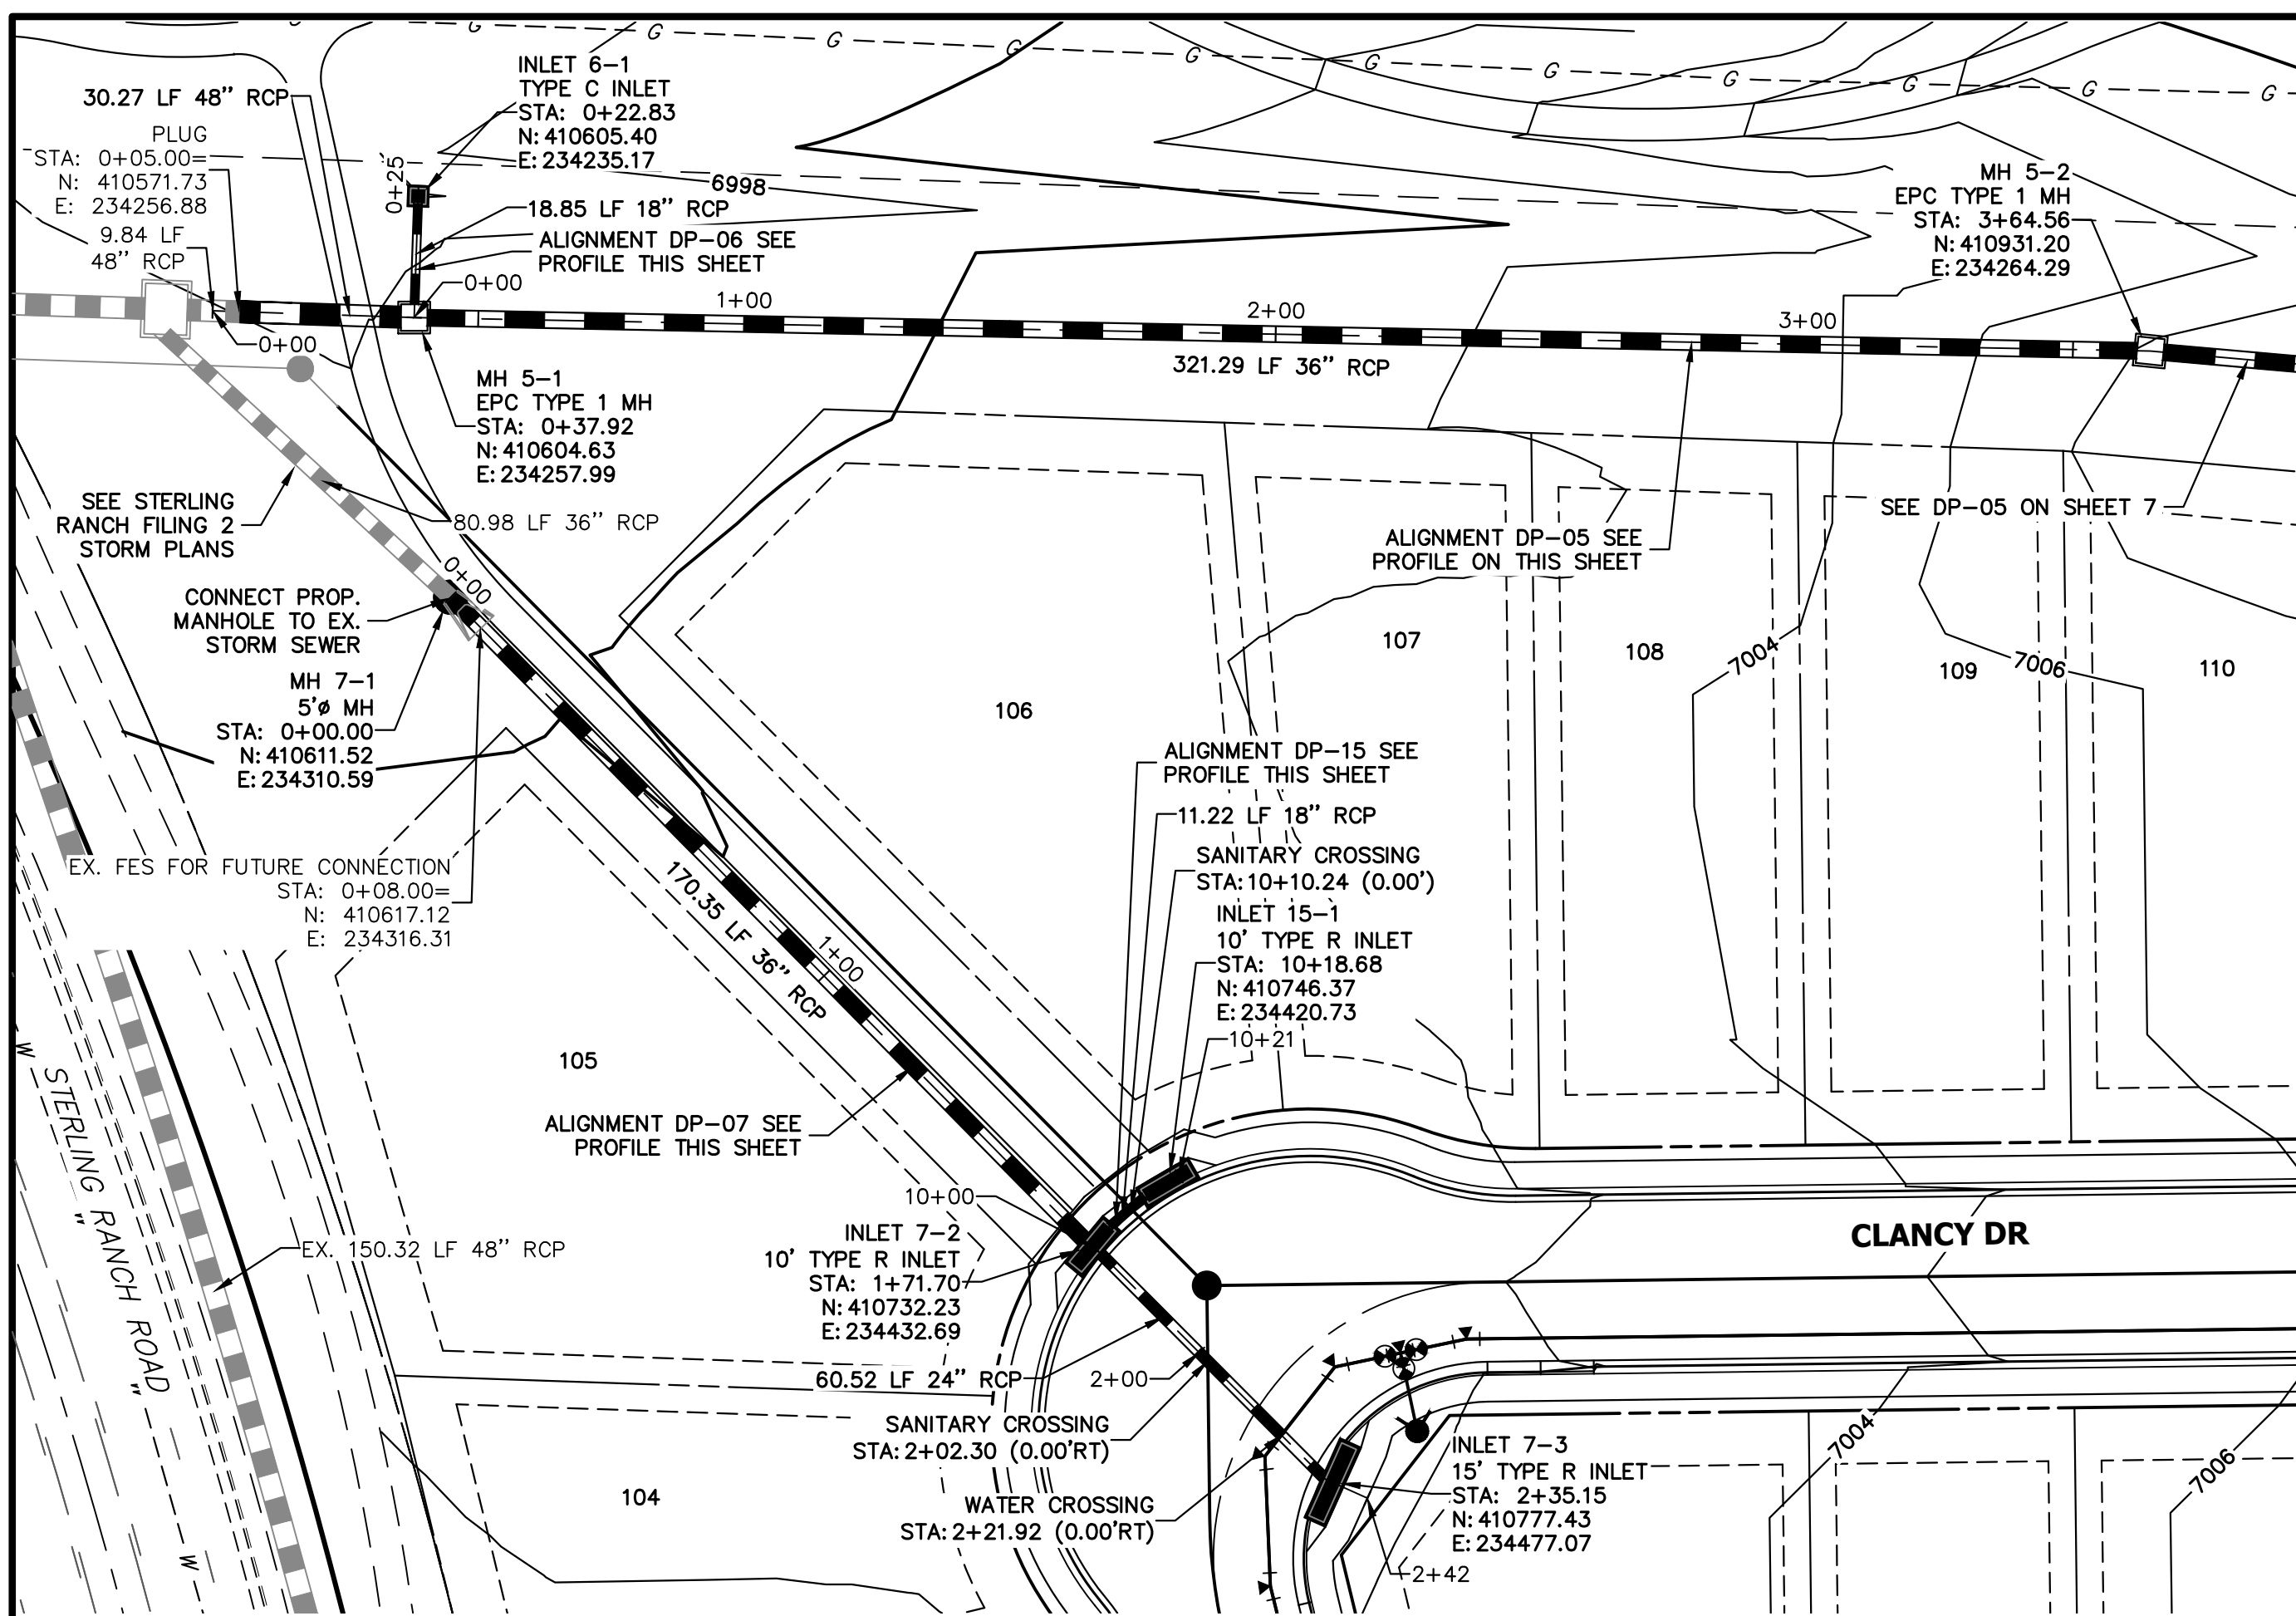 G G G G G G G G G G G
INLET 6-1
TYPE C INLET
STA: 0+22.83
N: 410605.40
E: 234235.17
30.27 LF 48" RCP
PLUG
STA: 0+05.00=
N: 410571.73
E: 234256.88
9.84 LF
48" RCP
0+25
6998
18.85 LF 18" RCP
ALIGNMENT DP-06 SEE
PROFILE THIS SHEET
0+00
1+00
2+00
3+00
MH 5-2
EPC TYPE 1 MH
STA: 3+64.56
N: 410931.20
E: 234264.29
0+00
321.29 LF 36" RCP
MH 5-1
EPC TYPE 1 MH
STA: 0+37.92
N: 410604.63
E: 234257.99
SEE STERLING
RANCH FILING 2
STORM PLANS
80.98 LF 36" RCP
SEE DP-05 ON SHEET 7
ALIGNMENT DP-05 SEE
PROFILE ON THIS SHEET
0+00
CONNECT PROP.
MANHOLE TO EX.
STORM SEWER
MH 7-1
5'ø MH
STA: 0+00.00
N: 410611.52
E: 234310.59
106
107
108
7004
109
7006
110
ALIGNMENT DP-15 SEE
PROFILE THIS SHEET
11.22 LF 18" RCP
SANITARY CROSSING
STA: 10+10.24 (0.00')
INLET 15-1
10' TYPE R INLET
STA: 10+18.68
N: 410746.37
E: 234420.73
10+21
EX. FES FOR FUTURE CONNECTION
STA: 0+08.00=
N: 410617.12
E: 234316.31
170.35 LF 36" RCP
1+00
105
ALIGNMENT DP-07 SEE
PROFILE THIS SHEET
W
STERLING RANCH ROAD
W
10+00
INLET 7-2
10' TYPE R INLET
STA: 1+71.70
N: 410732.23
E: 234432.69
EX. 150.32 LF 48" RCP
CLANCY DR
60.52 LF 24" RCP
2+00
SANITARY CROSSING
STA: 2+02.30 (0.00'RT)
WATER CROSSING
STA: 2+21.92 (0.00'RT)
104
INLET 7-3
15' TYPE R INLET
STA: 2+35.15
N: 410777.43
E: 234477.07
2+42
7004
7006